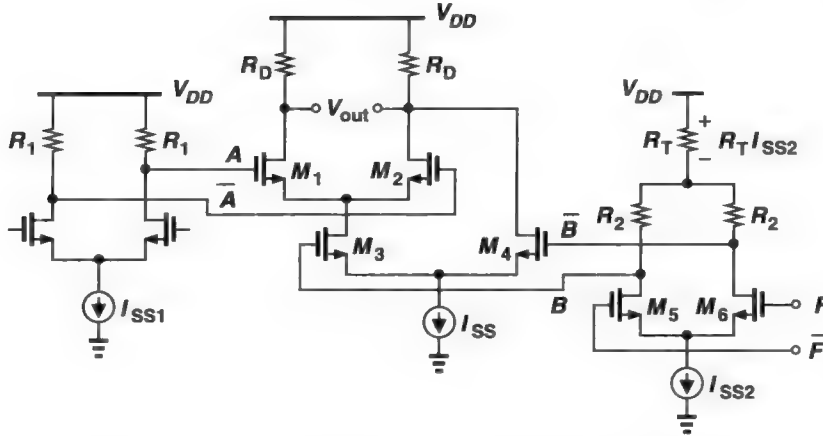 V_DD
R_D R_D
V_DD V_out V_DD
R_1 R_1 R_T + R_T I_SS2 −
A M_1 M_2
A̅ R_2 R_2
M_3 M_4 B̅
B M_5 M_6 F
I_SS1 I_SS F̅
I_SS2